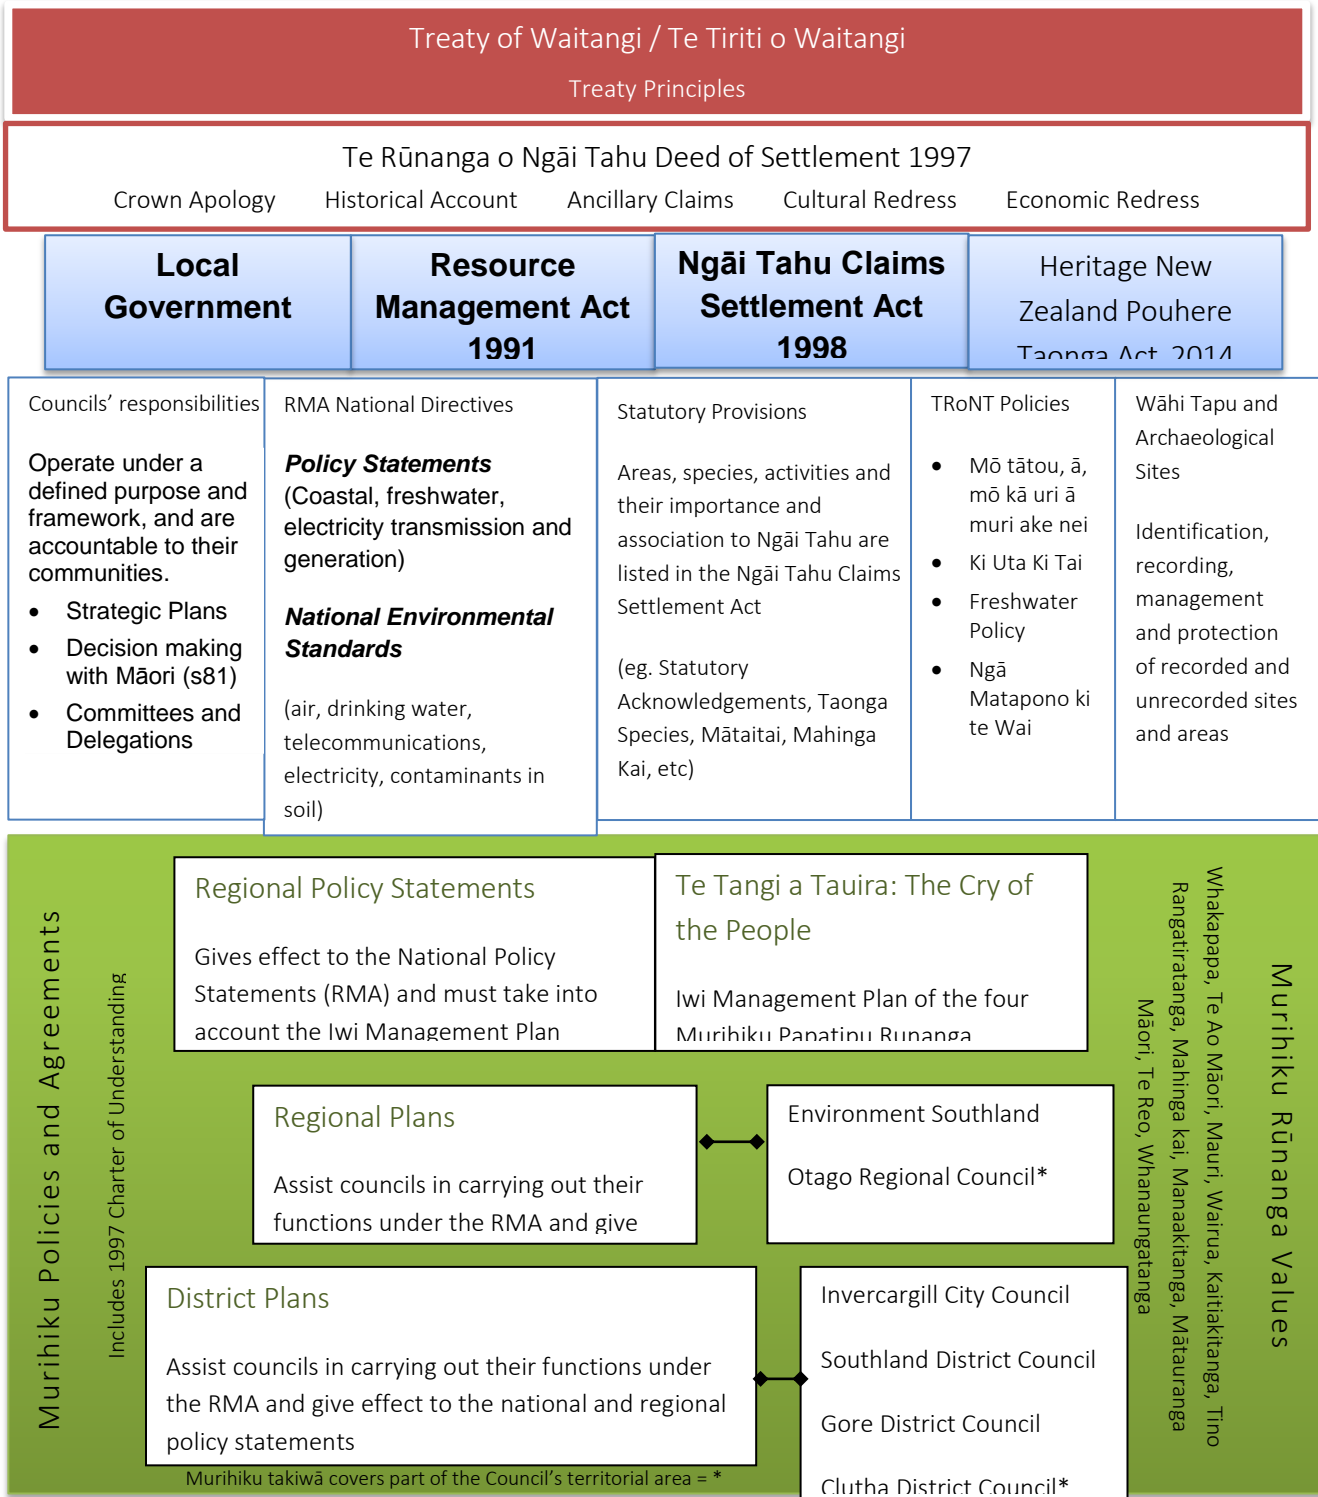 Treaty of Waitangi / Te Tiriti o Waitangi
Treaty Principles
Te Rūnanga o Ngāi Tahu Deed of Settlement 1997
Crown Apology Historical Account Ancillary Claims Cultural Redress Economic Redress
Local
Government
Resource
Management Act
1991
Ngāi Tahu Claims
Settlement Act
1998
Heritage New
Zealand Pouhere
Taonga Act 2014
Councils’ responsibilities
Operate under a
defined purpose and
framework, and are
accountable to their
communities.
• Strategic Plans
• Decision making
with Māori (s81)
• Committees and
Delegations
RMA National Directives
Policy Statements
(Coastal, freshwater,
electricity transmission and
generation)
National Environmental
Standards
(air, drinking water,
telecommunications,
electricity, contaminants in
soil)
Statutory Provisions
Areas, species, activities and
their importance and
association to Ngāi Tahu are
listed in the Ngāi Tahu Claims
Settlement Act
(eg. Statutory
Acknowledgements, Taonga
Species, Mātaitai, Mahinga
Kai, etc)
TRoNT Policies
• Mō tātou, ā,
mō kā uri ā
muri ake nei
• Ki Uta Ki Tai
• Freshwater
Policy
• Ngā
Matapono ki
te Wai
Wāhi Tapu and
Archaeological
Sites
Identification,
recording,
management
and protection
of recorded and
unrecorded sites
and areas
Murihiku Policies and Agreements
Includes 1997 Charter of Understanding
Regional Policy Statements
Gives effect to the National Policy
Statements (RMA) and must take into
account the Iwi Management Plan
Te Tangi a Tauira: The Cry of
the People
Iwi Management Plan of the four
Murihiku Papatipu Runanga
Regional Plans
Assist councils in carrying out their
functions under the RMA and give
Environment Southland
Otago Regional Council*
District Plans
Assist councils in carrying out their functions under
the RMA and give effect to the national and regional
policy statements
Invercargill City Council
Southland District Council
Gore District Council
Clutha District Council*
Murihiku takiwā covers part of the Council’s territorial area = *
Murihiku Rūnanga Values
Whakapapa, Te Ao Māori, Mauri, Wairua, Kaitiakitanga, Tino
Rangatiratanga, Mahinga kai, Manaakitanga, Mātauranga
Māori, Te Reo, Whanaungatanga